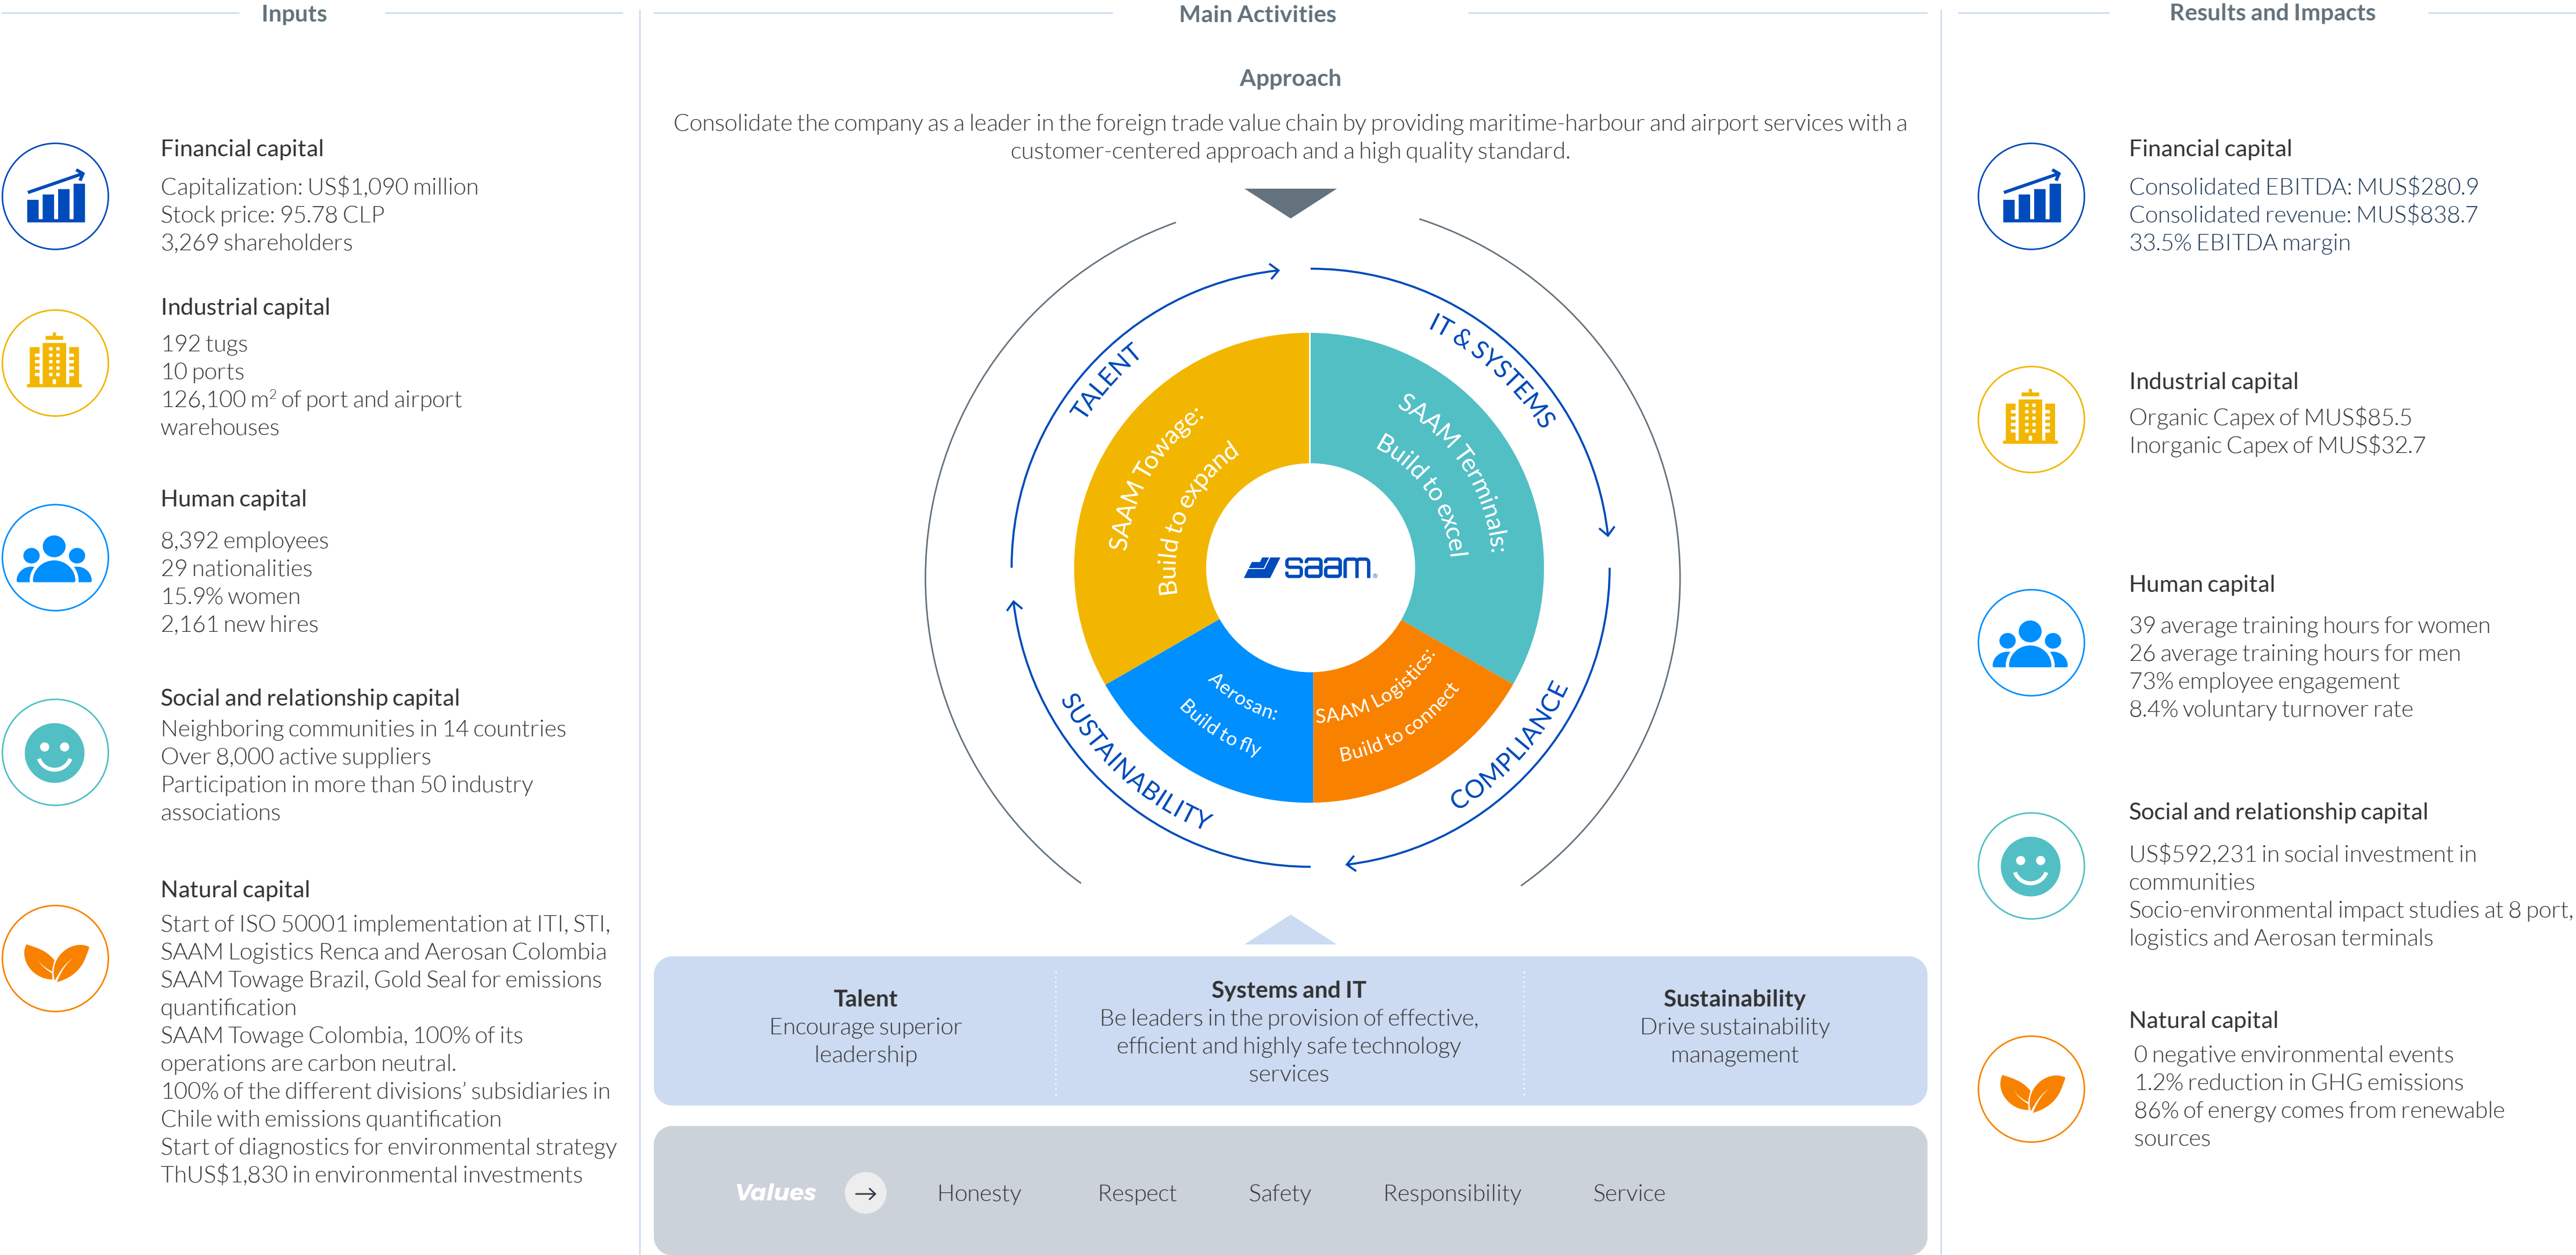 Inputs
Financial capital
Capitalization: US$1,090 million
Stock price: 95.78 CLP
3,269 shareholders
Industrial capital
192 tugs
10 ports
126,100 m² of port and airport
warehouses
Human capital
8,392 employees
29 nationalities
15.9% women
2,161 new hires
Social and relationship capital
Neighboring communities in 14 countries
Over 8,000 active suppliers
Participation in more than 50 industry
associations
Natural capital
Start of ISO 50001 implementation at ITI, STI,
SAAM Logistics Renca and Aerosan Colombia
SAAM Towage Brazil, Gold Seal for emissions
quantification
SAAM Towage Colombia, 100% of its
operations are carbon neutral.
100% of the different divisions’ subsidiaries in
Chile with emissions quantification
Start of diagnostics for environmental strategy
ThUS$1,830 in environmental investments
Main Activities
Approach
Consolidate the company as a leader in the foreign trade value chain by providing maritime-harbour and airport services with a
customer-centered approach and a high quality standard.
TALENT
IT & SYSTEMS
SAAM Towage:
Build to expand
SAAM Terminals:
Build to excel
saam®
Aerosan:
Build to fly
SAAM Logistics:
Build to connect
SUSTAINABILITY
COMPLIANCE
Talent
Encourage superior
leadership
Systems and IT
Be leaders in the provision of effective,
efficient and highly safe technology
services
Sustainability
Drive sustainability
management
Values → Honesty Respect Safety Responsibility Service
Results and Impacts
Financial capital
Consolidated EBITDA: MUS$280.9
Consolidated revenue: MUS$838.7
33.5% EBITDA margin
Industrial capital
Organic Capex of MUS$85.5
Inorganic Capex of MUS$32.7
Human capital
39 average training hours for women
26 average training hours for men
73% employee engagement
8.4% voluntary turnover rate
Social and relationship capital
US$592,231 in social investment in
communities
Socio-environmental impact studies at 8 port,
logistics and Aerosan terminals
Natural capital
0 negative environmental events
1.2% reduction in GHG emissions
86% of energy comes from renewable
sources